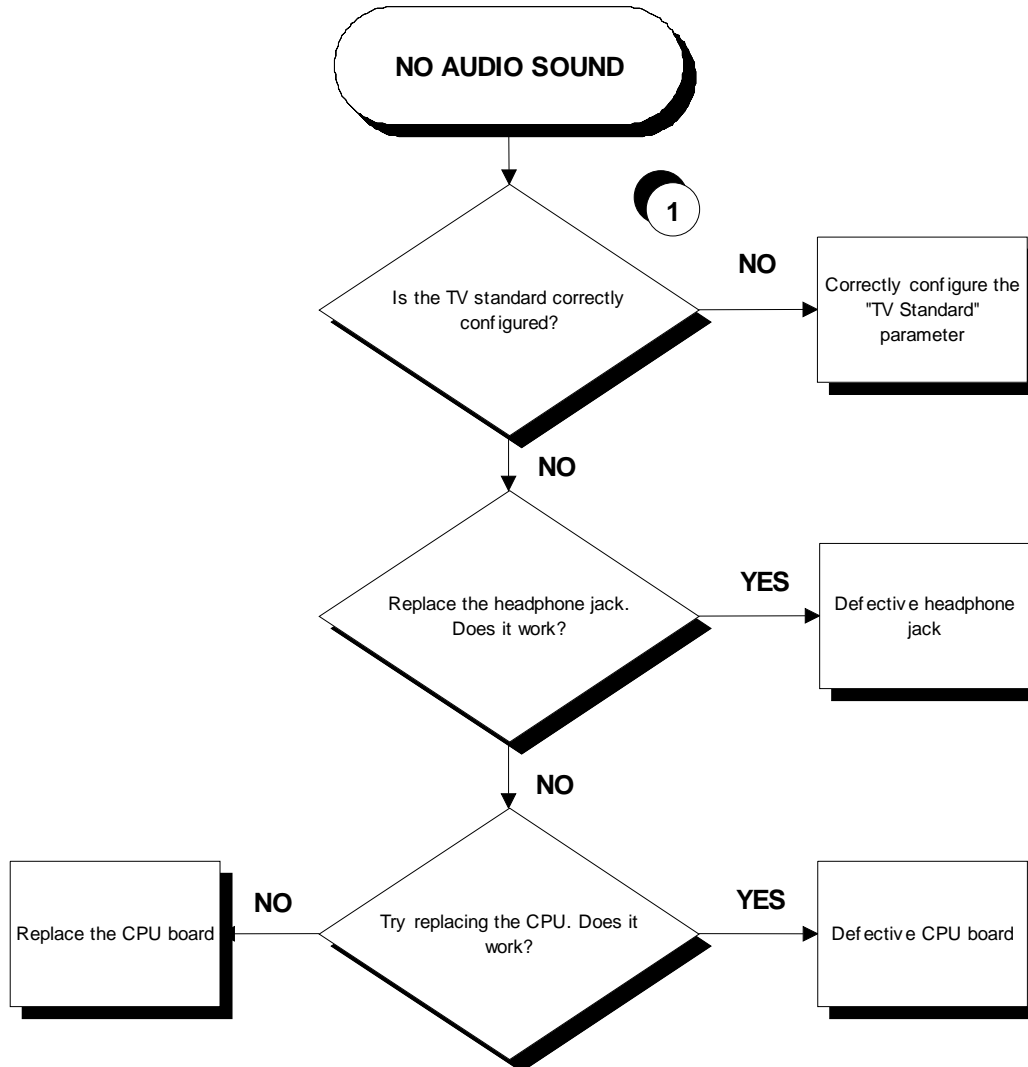 NO AUDIO SOUND
1
Is the TV standard correctly
configured?
NO
Correctly configure the
"TV Standard"
parameter
NO
Replace the headphone jack.
Does it work?
YES
Defective headphone
jack
NO
Try replacing the CPU. Does it
work?
NO
Replace the CPU board
YES
Defective CPU board